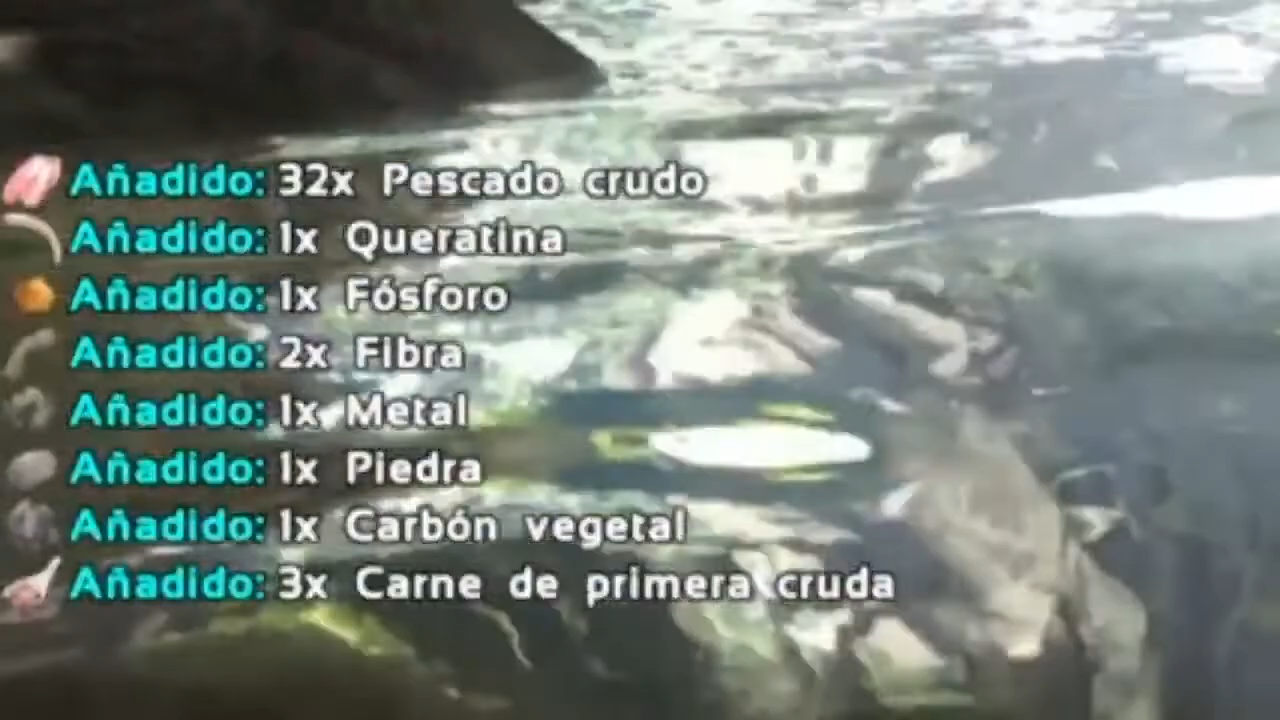 Añadido: 32x Pescado crudo
Añadido: 1x Queratina
Añadido: 1x Fósforo
Añadido: 2x Fibra
Añadido: 1x Metal
Añadido: 1x Piedra
Añadido: 1x Carbón vegetal
Añadido: 3x Carne de primera cruda